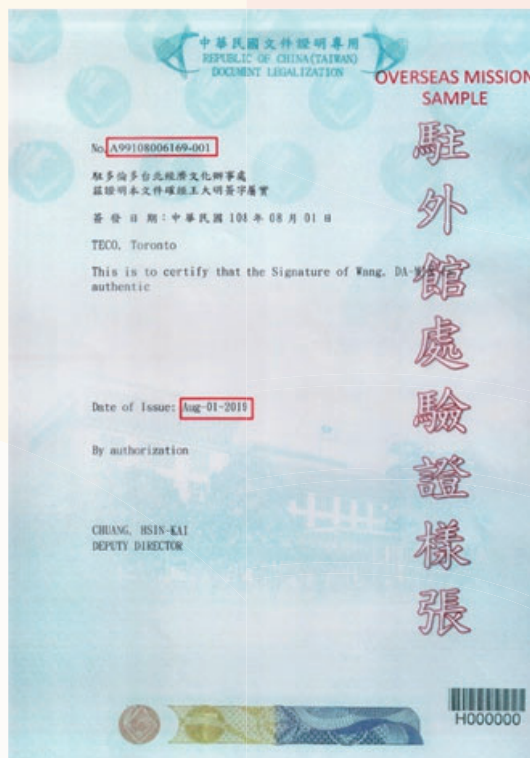 中華民國文件證明專用
REPUBLIC OF CHINA(TAIWAN)
DOCUMENT LEGALIZATION
OVERSEAS MISSION
SAMPLE
No. A99108006169-001
駐多倫多台北經濟文化辦事處
茲證明本文件確經王大明簽字屬實
簽 發 日 期：中華民國 108 年 08 月 01 日
TECO, Toronto
This is to certify that the Signature of Wang, DA-
authentic
Date of Issue: Aug-01-2019
By authorization
CHUANG, HSIN-KAI
DEPUTY DIRECTOR
駐外館處驗證樣張
H000000